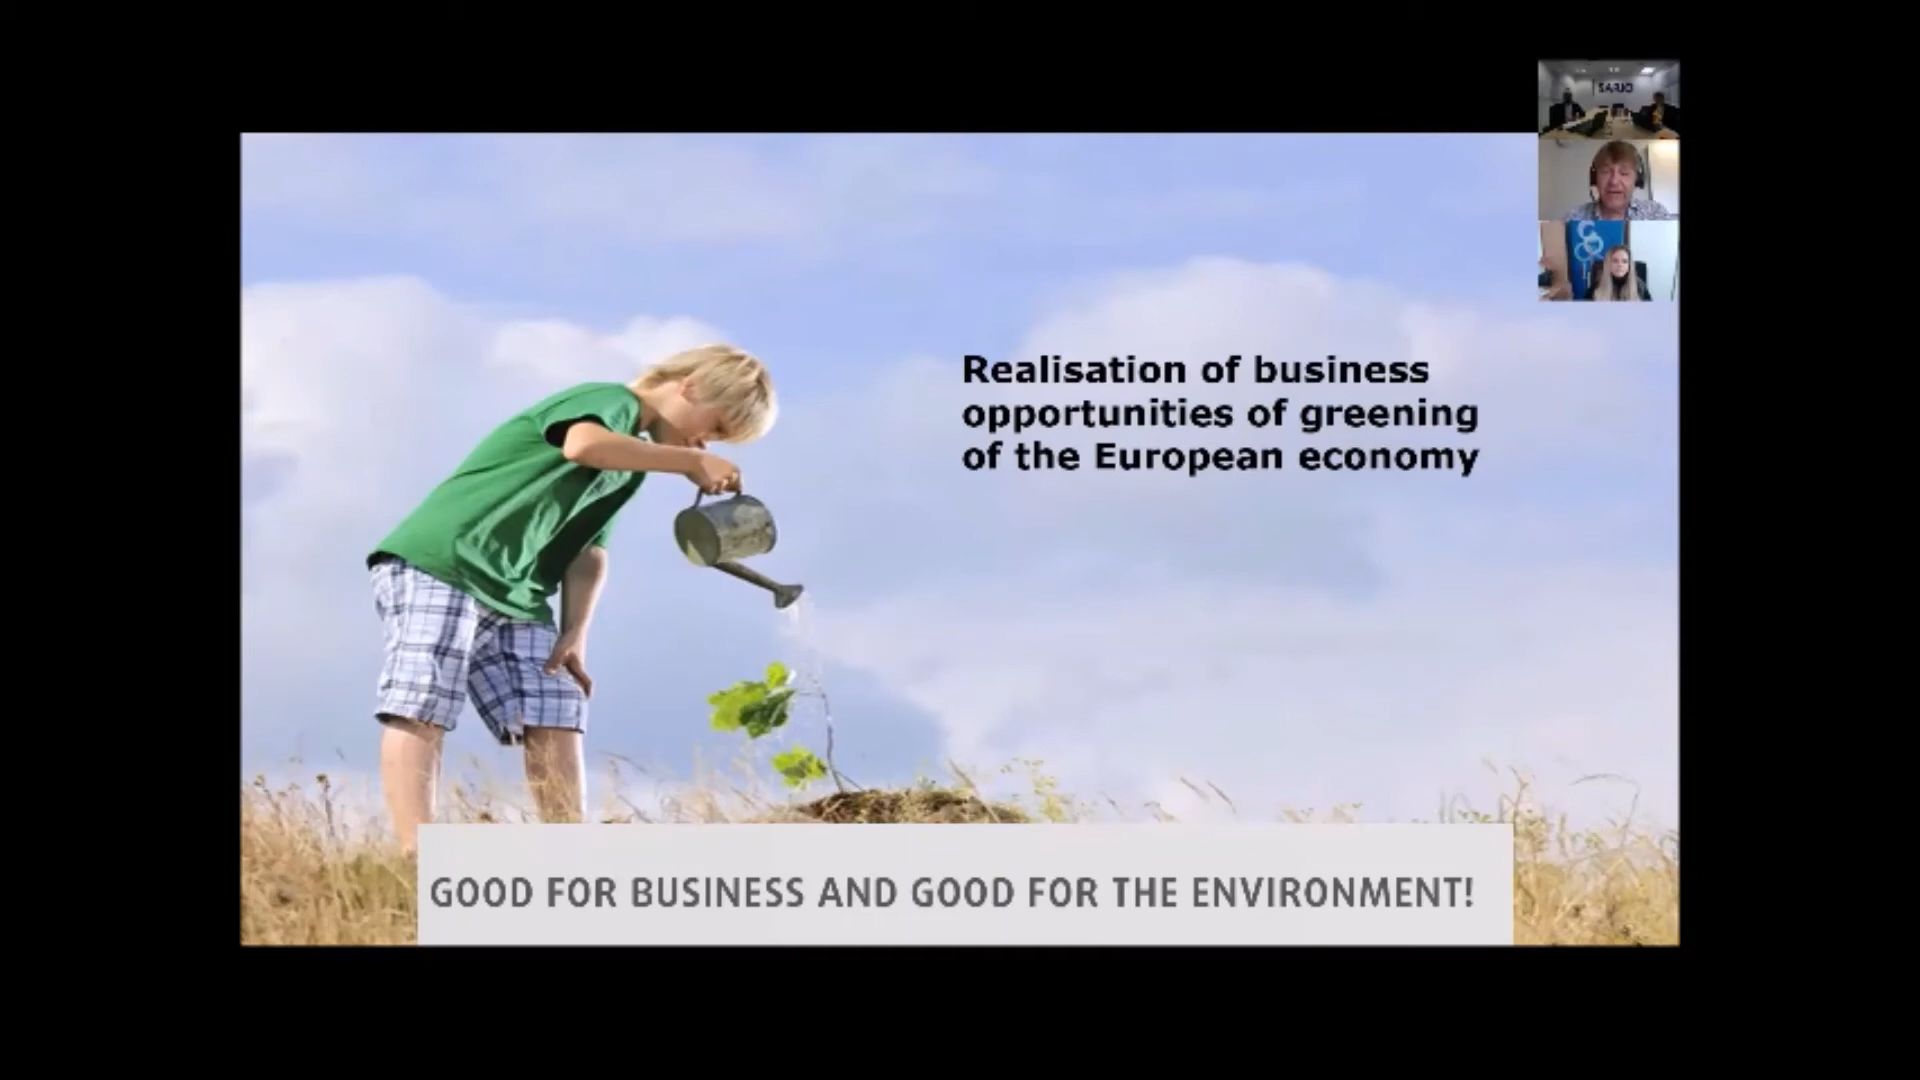 SARIO
Realisation of business
opportunities of greening
of the European economy
GOOD FOR BUSINESS AND GOOD FOR THE ENVIRONMENT!